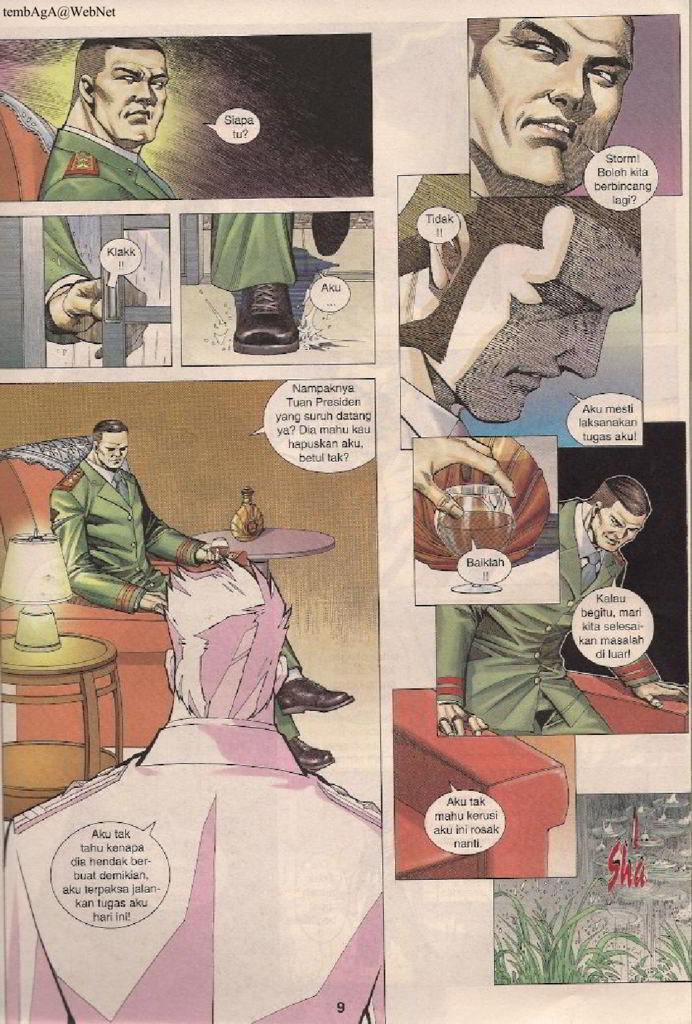 tembAgA@WebNet
Siapa
tu?
Klakk
!!
Aku ...
Nampaknya
Tuan Presiden
yang suruh datang
ya? Dia mahu kau
hapuskan aku,
betul tak?
Aku tak
tahu kenapa
dia hendak ber-
buat demikian,
aku terpaksa jalan-
kan tugas aku
hari ini!
Storm!
Boleh kita
berbincang
lagi?
Tidak
!!
Aku mesti
laksanakan
tugas aku!
Baiklah
!!
Kalau
begitu, mari
kita selesai-
kan masalah
di luar!
Aku tak
mahu kerusi
aku ini rosak
nanti.
Sha!
9